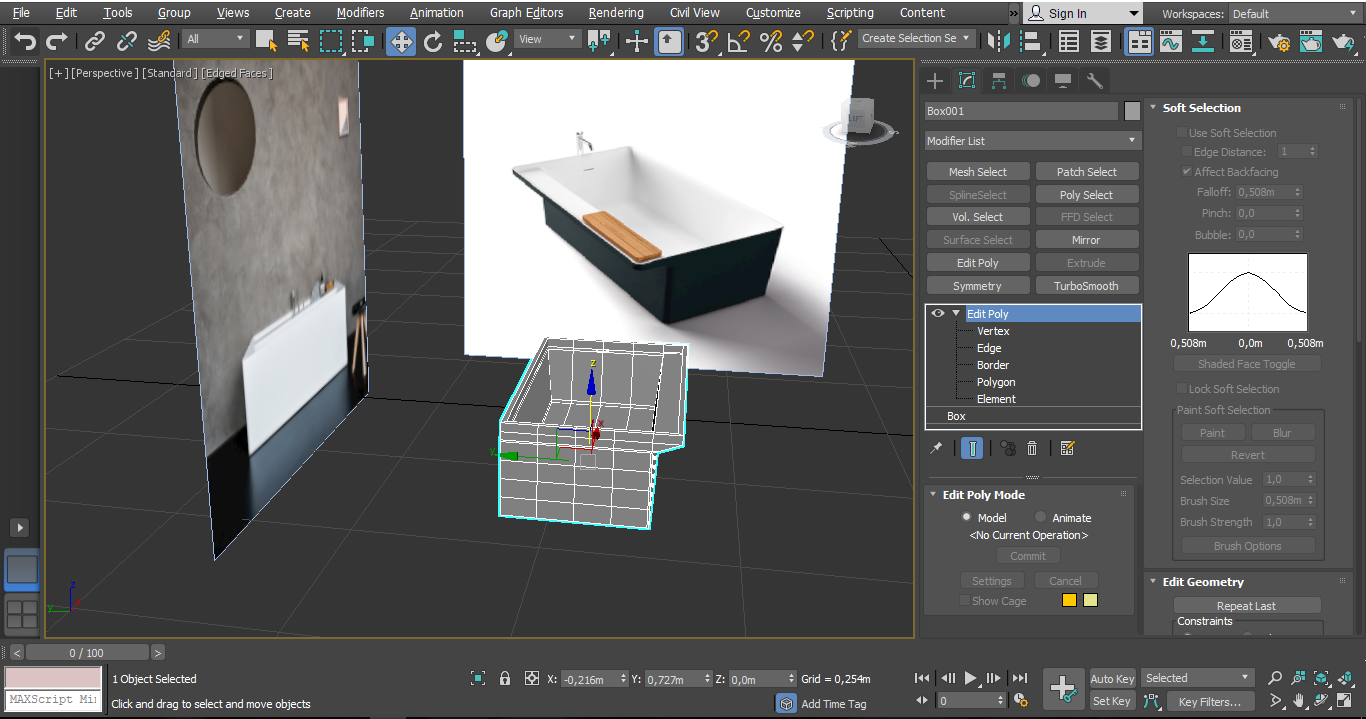 File Edit Tools Group Views Create Modifiers Animation Graph Editors Rendering Civil View Customize Scripting Content » Sign In Workspaces: Default
All View Create Selection Se
[+] [Perspective] [Standard] [Edged Faces]
LEFT
z
y
z
y
Box001
Modifier List
Mesh Select Patch Select
SplineSelect Poly Select
Vol. Select FFD Select
Surface Select Mirror
Edit Poly Extrude
Symmetry TurboSmooth
Edit Poly
Vertex
Edge
Border
Polygon
Element
Box
Edit Poly Mode
Model Animate
<No Current Operation>
Commit
Settings Cancel
Show Cage
Soft Selection
Use Soft Selection
Edge Distance: 1
Affect Backfacing
Falloff: 0,508m
Pinch: 0,0
Bubble: 0,0
0,508m 0,0m 0,508m
Shaded Face Toggle
Lock Soft Selection
Paint Soft Selection
Paint Blur
Revert
Selection Value 1,0
Brush Size 0,508m
Brush Strength 1,0
Brush Options
Edit Geometry
Repeat Last
Constraints
< 0 / 100 >
MAXScript Mi
1 Object Selected
Click and drag to select and move objects
X: -0,216m Y: 0,727m Z: 0,0m Grid = 0,254m
Add Time Tag
0
Auto Key Selected
Set Key Key Filters...